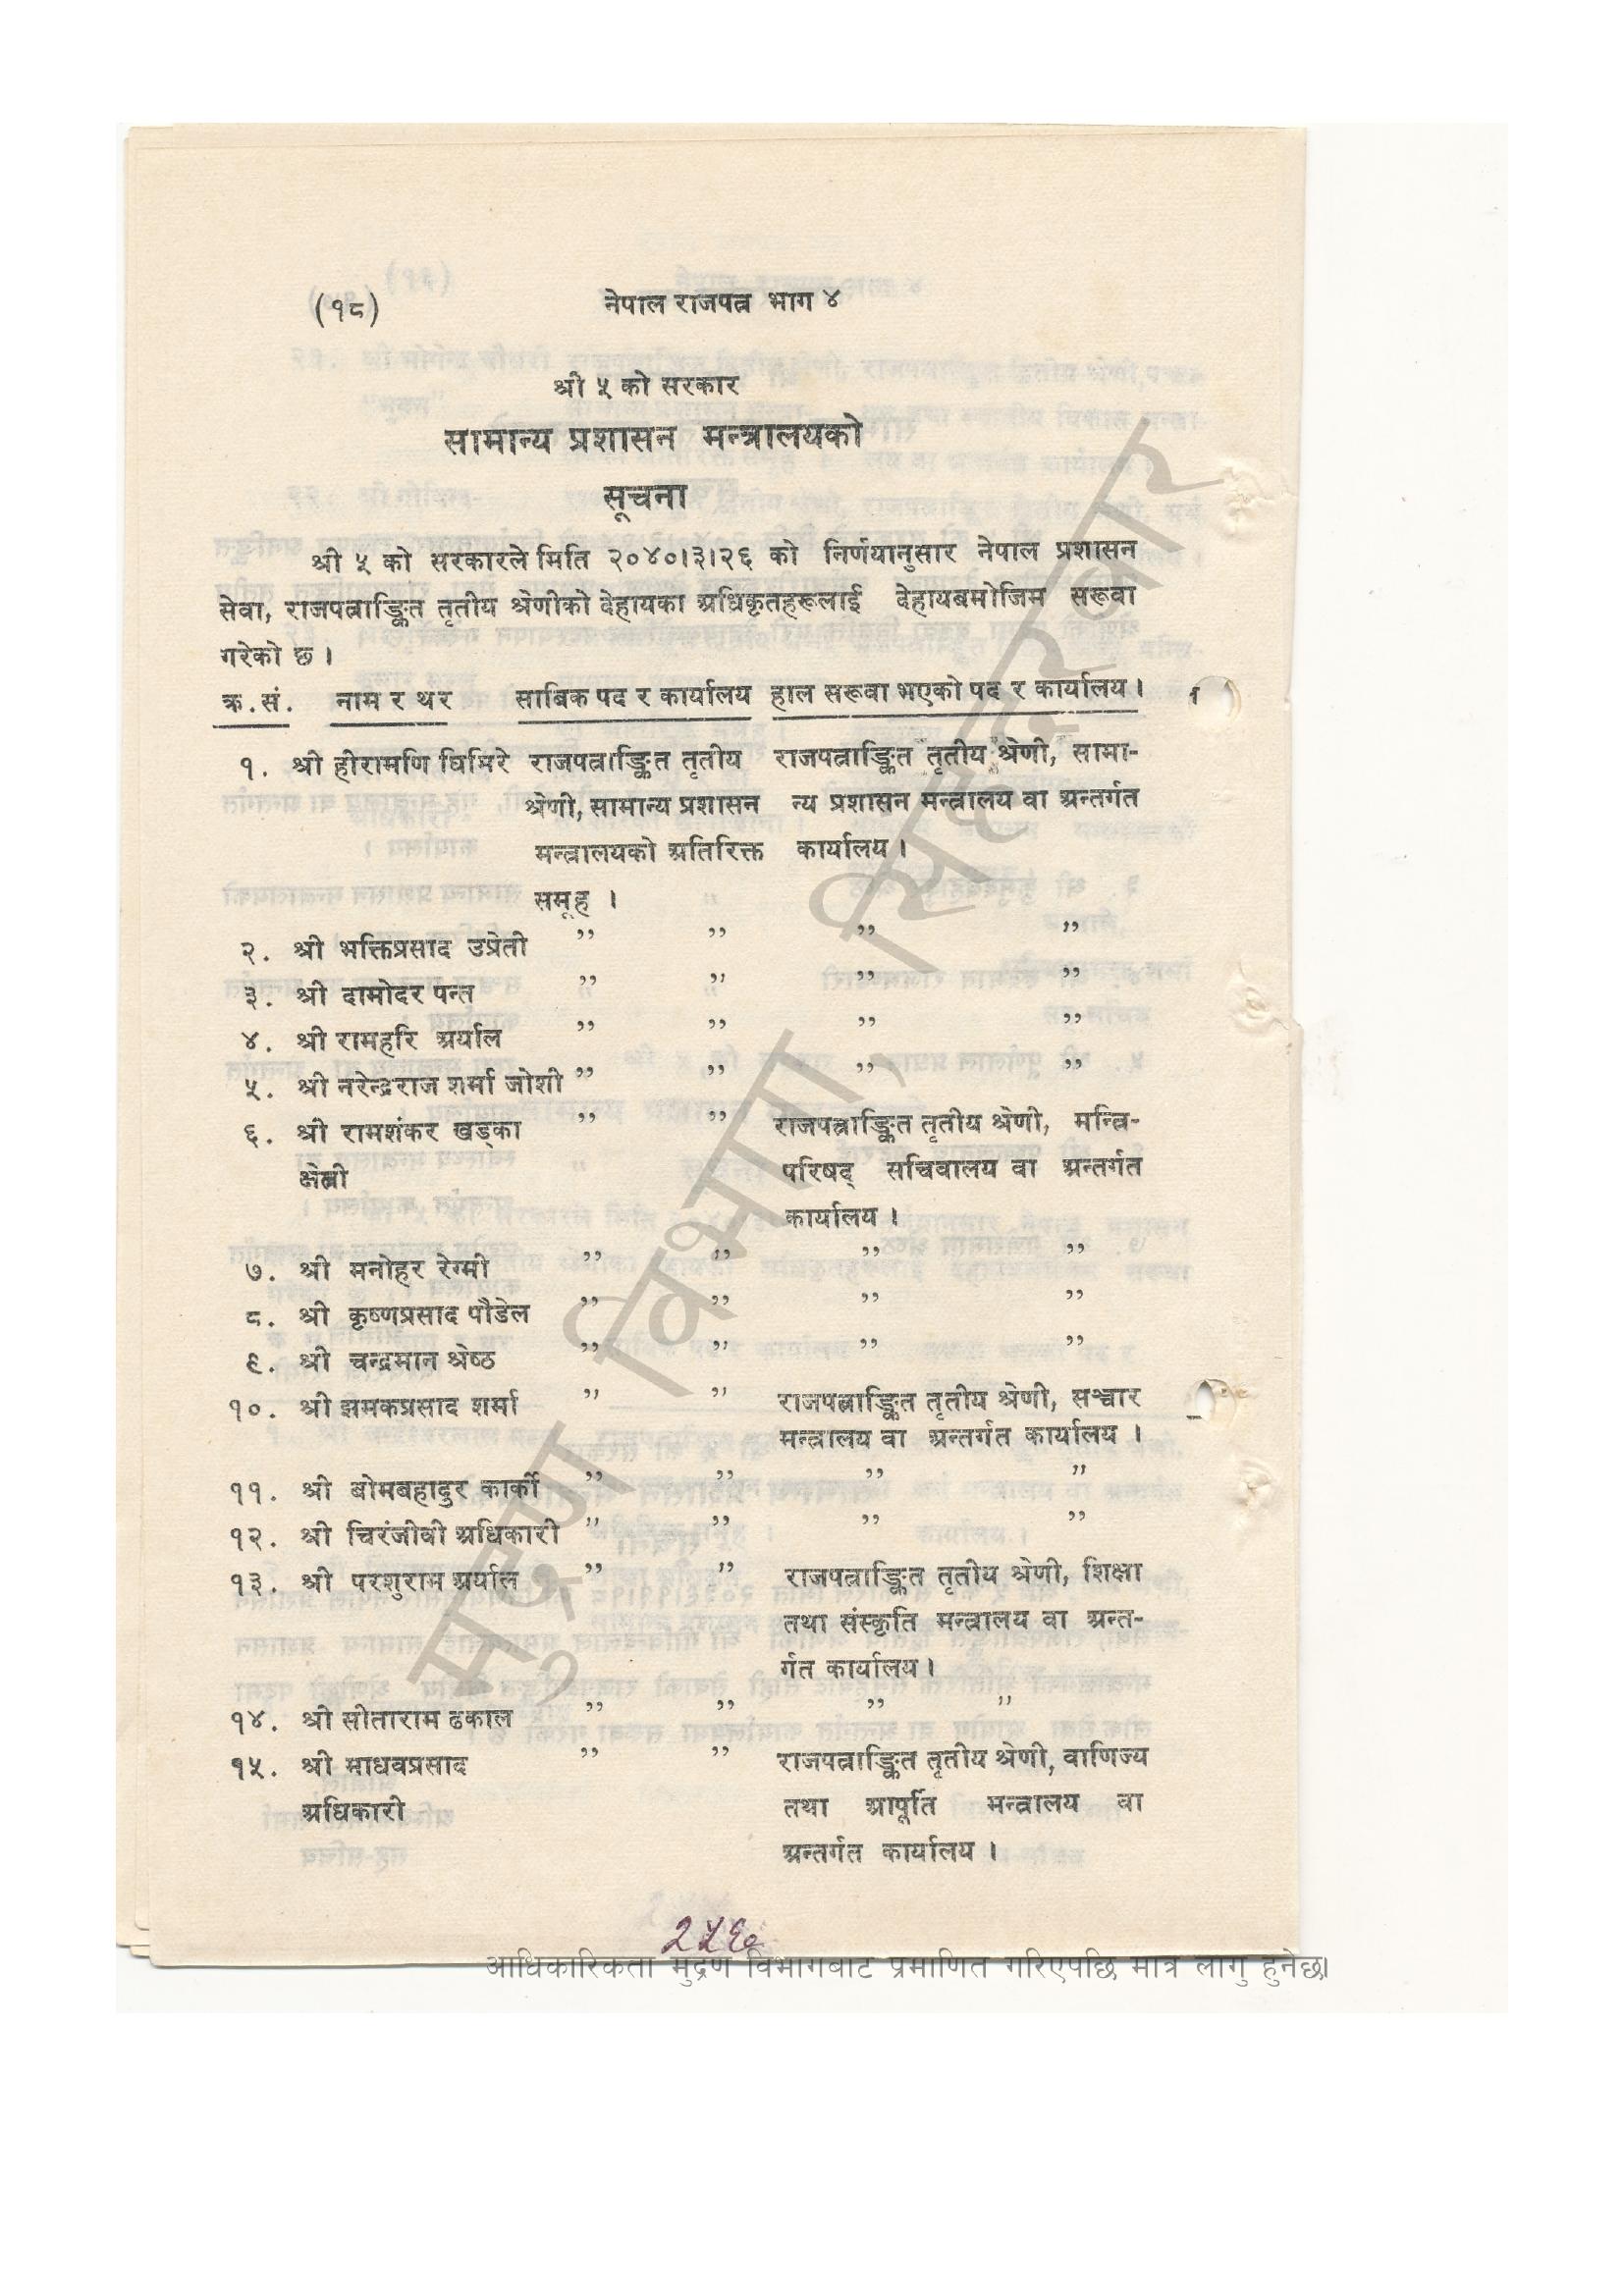 (१८) नेपाल राजपत्र भाग ४
श्री ५ को सरकार
सामान्य प्रशासन मन्त्रालयको
सूचना
श्री ५ को सरकारले मिति २०४०।३।२६ को निर्णयानुसार नेपाल प्रशासन
सेवा, राजपत्राङ्कित तृतीय श्रेणीको देहायका अधिकृतहरूलाई देहायबमोजिम सरूवा
गरेको छ ।
क्र.सं. नाम र थर साबिक पद र कार्यालय हाल सरूवा भएको पद र कार्यालय ।
१. श्री हीरामणि घिमिरे राजपत्राङ्कित तृतीय राजपत्राङ्कित तृतीय श्रेणी, सामा-
श्रेणी, सामान्य प्रशासन न्य प्रशासन मन्त्रालय वा अन्तर्गत
मन्त्रालयको अतिरिक्त कार्यालय ।
समूह ।
२. श्री भक्तिप्रसाद उप्रेती ,, ,, ,, ,,
३. श्री दामोदर पन्त ,, ,, ,, ,,
४. श्री रामहरि अर्याल ,, ,, ,, ,,
५. श्री नरेन्द्रराज शर्मा जोशी ,, ,, ,, ,,
६. श्री रामशंकर खड्का ,, ,, राजपत्राङ्कित तृतीय श्रेणी, मन्त्रि-
क्षेत्री परिषद् सचिवालय वा अन्तर्गत
कार्यालय ।
७. श्री मनोहर रेग्मी ,, ,, ,, ,,
८. श्री कृष्णप्रसाद पौडेल ,, ,, ,, ,,
९. श्री चन्द्रमान श्रेष्ठ ,, ,, ,, ,,
१०. श्री झमकप्रसाद शर्मा ,, ,, राजपत्राङ्कित तृतीय श्रेणी, सञ्चार
मन्त्रालय वा अन्तर्गत कार्यालय ।
११. श्री बोमबहादुर कार्की ,, ,, ,, ,,
१२. श्री चिरंजीवी अधिकारी ,, ,, ,, ,,
१३. श्री परशुराम अर्याल ,, ,, राजपत्राङ्कित तृतीय श्रेणी, शिक्षा
तथा संस्कृति मन्त्रालय वा अन्त-
र्गत कार्यालय ।
१४. श्री सीताराम ढकाल ,, ,, ,, ,,
१५. श्री माधवप्रसाद ,, ,, राजपत्राङ्कित तृतीय श्रेणी, वाणिज्य
अधिकारी तथा आपूर्ति मन्त्रालय वा
अन्तर्गत कार्यालय ।
मुद्रण विभाग, सिंहदरबार
आधिकारिकता मुद्रण विभागबाट प्रमाणित गरिएपछि मात्र लागु हुनेछ।